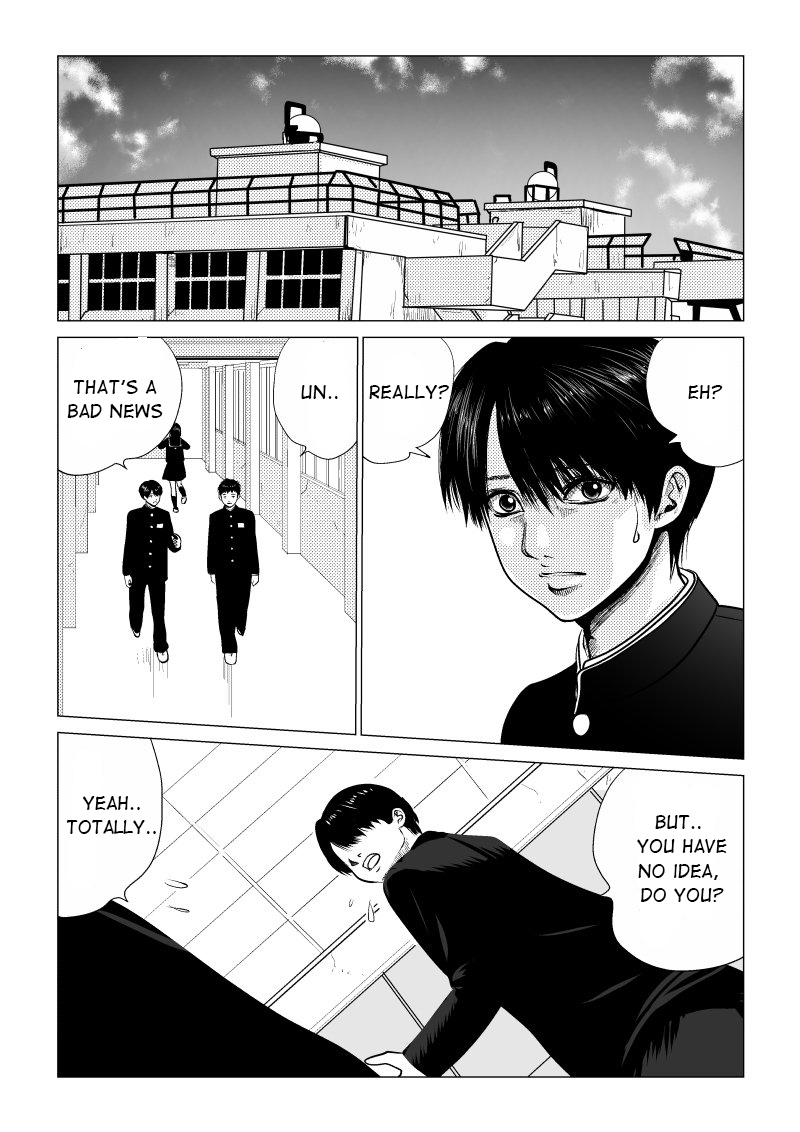 EH?
REALLY?
UN..
THAT'S A
BAD NEWS
BUT..
YOU HAVE
NO IDEA,
DO YOU?
YEAH..
TOTALLY..